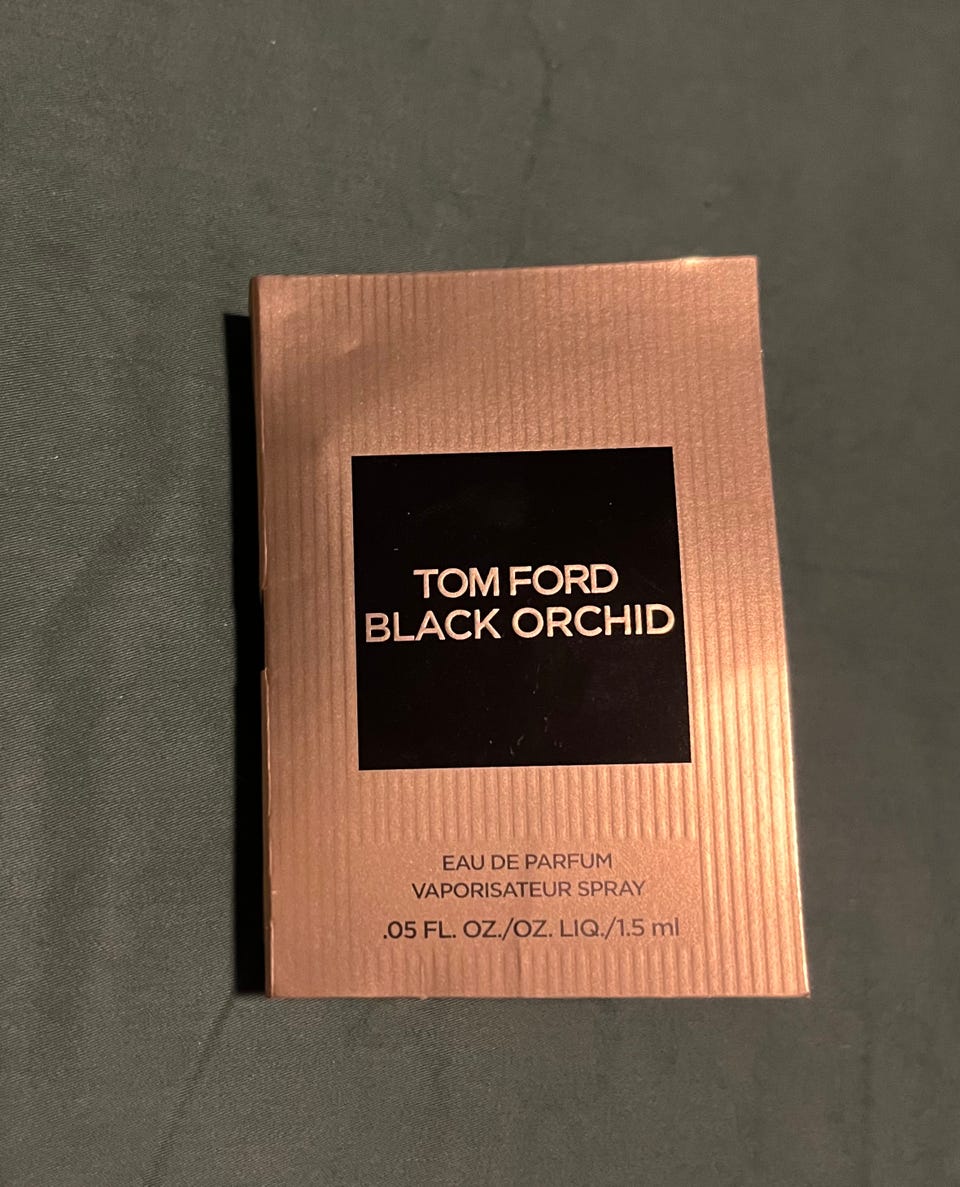 TOM FORD
BLACK ORCHID
EAU DE PARFUM
VAPORISATEUR SPRAY
.05 FL. OZ./OZ. LIQ./1.5 ml